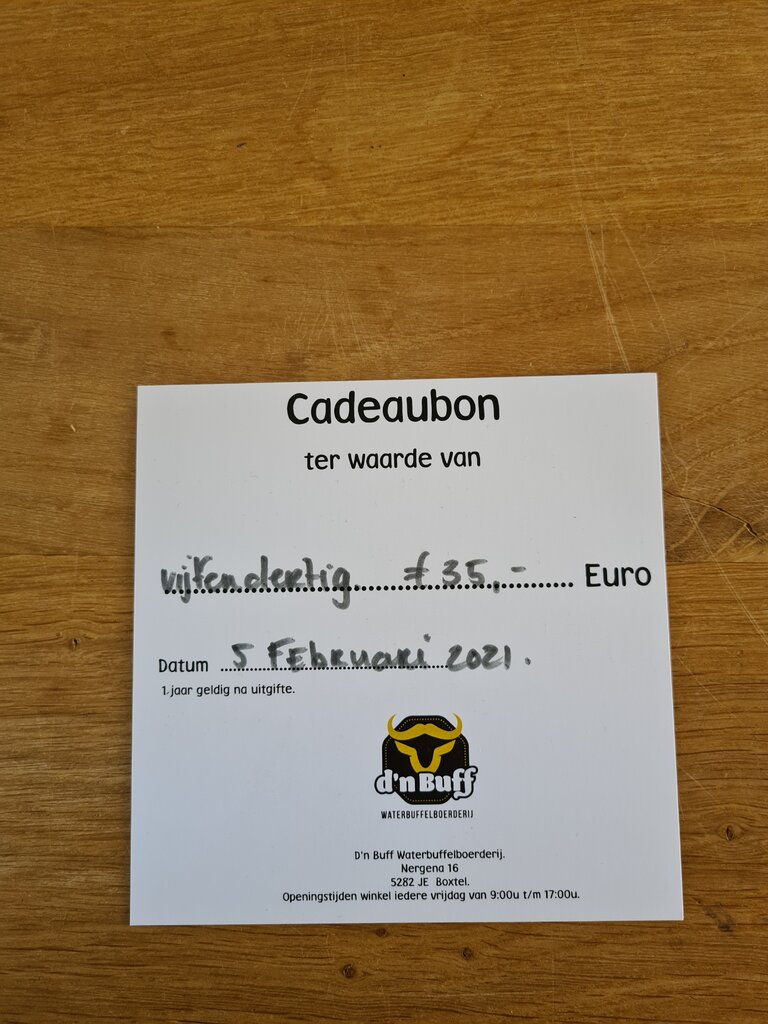 Cadeaubon
ter waarde van
vijfendertig € 35,- Euro
Datum 5 FEbruari 2021.
1 jaar geldig na uitgifte.
d'n Buff
WATERBUFFELBOERDERIJ
D'n Buff Waterbuffelboerderij.
Nergena 16
5282 JE Boxtel.
Openingstijden winkel iedere vrijdag van 9:00u t/m 17:00u.